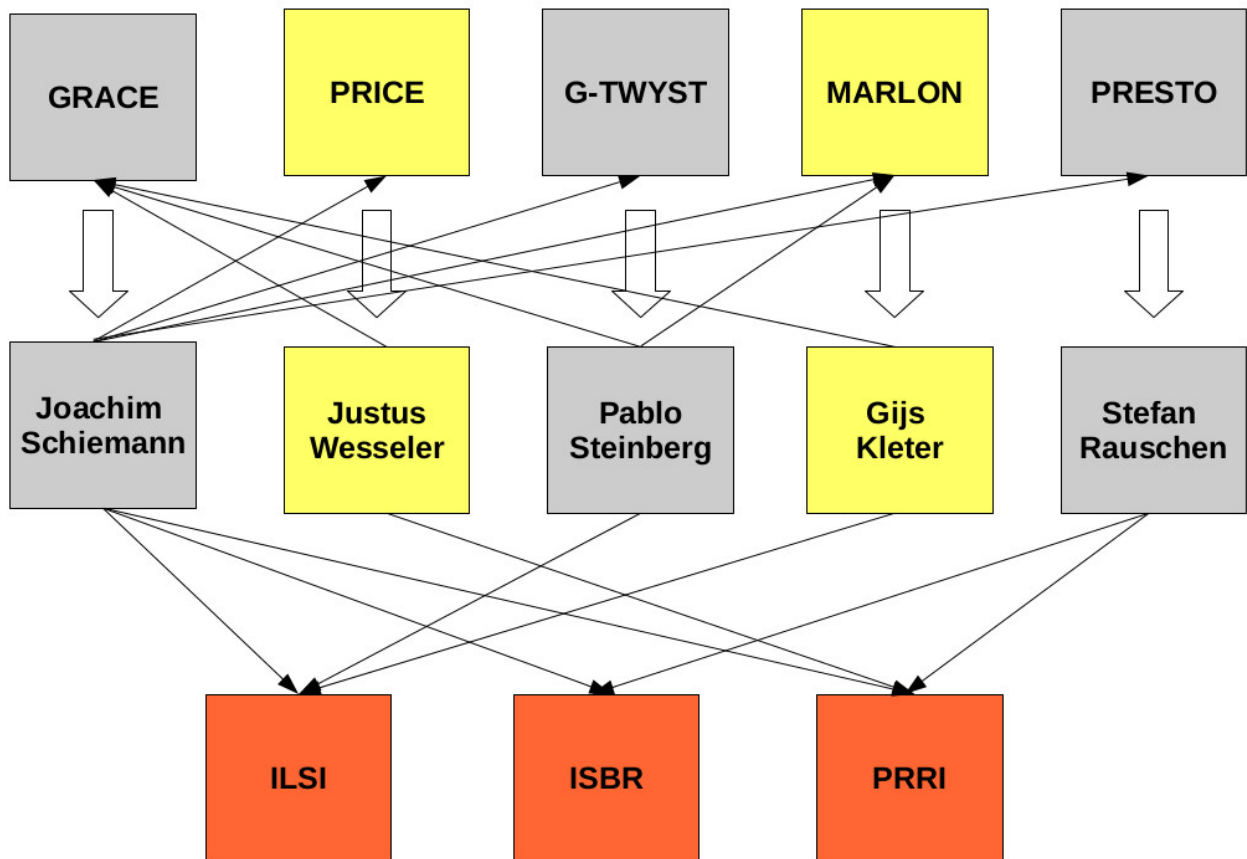 GRACE
PRICE
G-TWYST
MARLON
PRESTO
Joachim
Schiemann
Justus
Wesseler
Pablo
Steinberg
Gijs
Kleter
Stefan
Rauschen
ILSI
ISBR
PRRI